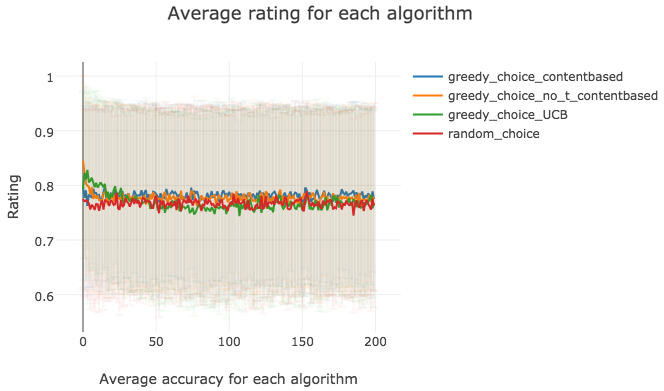 Average rating for each algorithm
Rating
1
0.9
0.8
0.7
0.6
0
50
100
150
200
Average accuracy for each algorithm
greedy_choice_contentbased
greedy_choice_no_t_contentbased
greedy_choice_UCB
random_choice